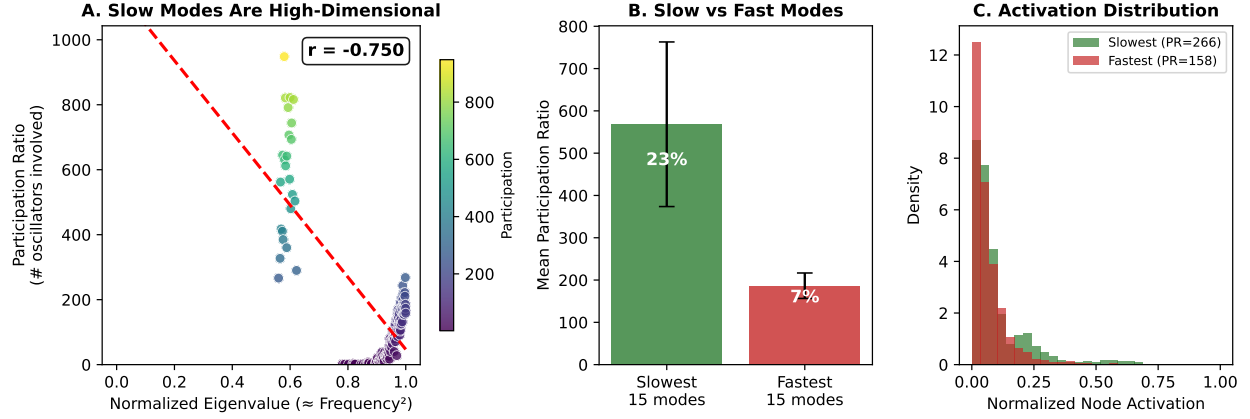 A. Slow Modes Are High-Dimensional
r = -0.750
1000
800
600
400
200
0
0.0
0.2
0.4
0.6
0.8
1.0
Participation Ratio
(# oscillators involved)
Normalized Eigenvalue (≈ Frequency²)
800
600
400
200
Participation
B. Slow vs Fast Modes
800
700
600
500
400
300
200
100
0
Mean Participation Ratio
23%
7%
Slowest
15 modes
Fastest
15 modes
C. Activation Distribution
Slowest (PR=266)
Fastest (PR=158)
12
10
8
6
4
2
0
Density
0.00
0.25
0.50
0.75
1.00
Normalized Node Activation